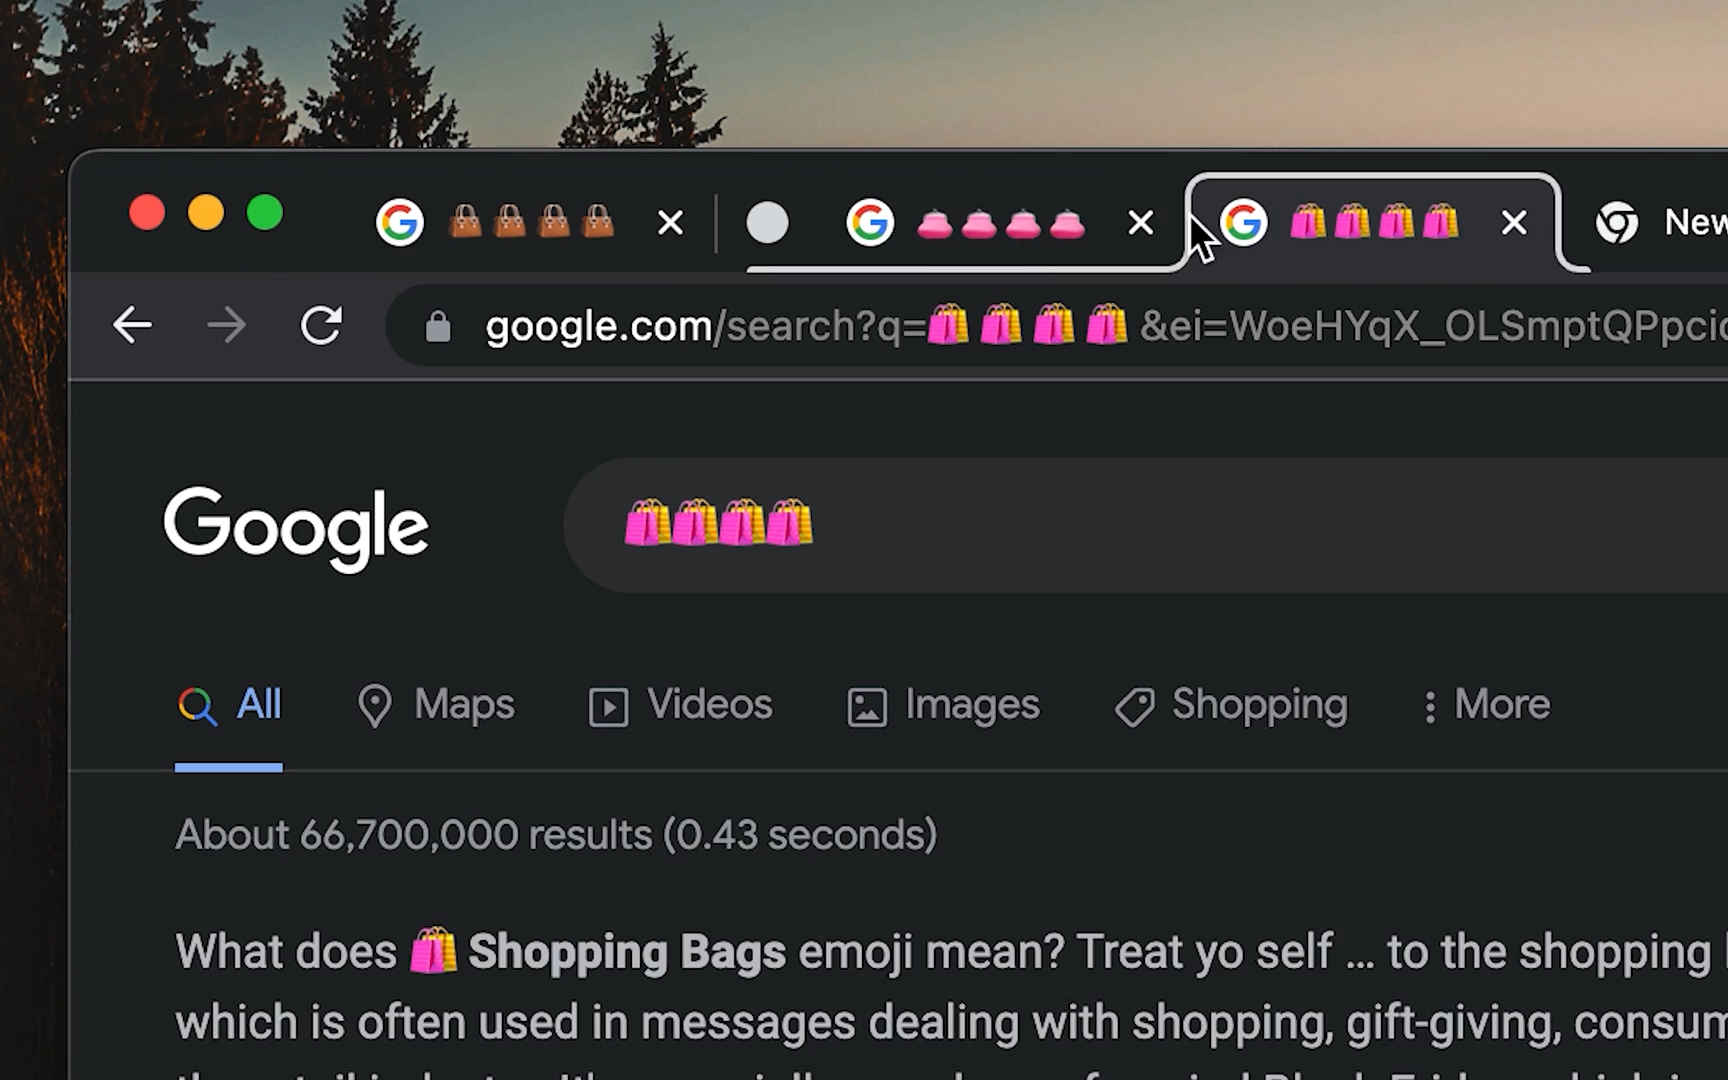 👜👜👜👜
👛👛👛👛
🛍️🛍️🛍️🛍️
New
google.com/search?q=🛍️🛍️🛍️🛍️&ei=WoeHYqX_OLSmptQPpcic
Google
🛍️🛍️🛍️🛍️
All
Maps
Videos
Images
Shopping
More
About 66,700,000 results (0.43 seconds)
What does 🛍️ Shopping Bags emoji mean? Treat yo self ... to the shopping
which is often used in messages dealing with shopping, gift-giving, consum